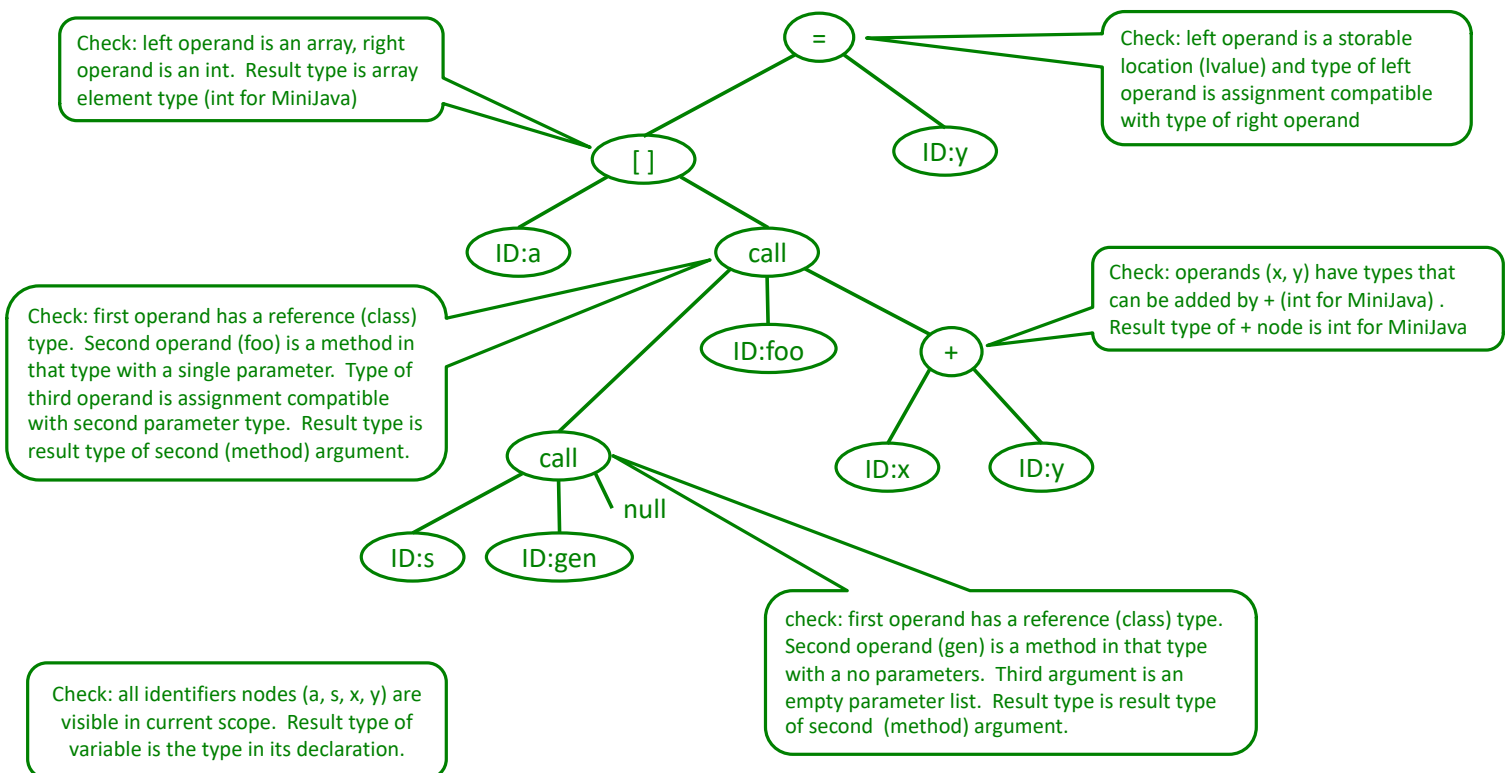 Check: left operand is an array, right
operand is an int.  Result type is array
element type (int for MiniJava)
=
Check: left operand is a storable
location (lvalue) and type of left
operand is assignment compatible
with type of right operand
[ ]
ID:y
ID:a
call
Check: operands (x, y) have types that
can be added by + (int for MiniJava) .
Result type of + node is int for MiniJava
Check: first operand has a reference (class)
type.  Second operand (foo) is a method in
that type with a single parameter.  Type of
third operand is assignment compatible
with second parameter type.  Result type is
result type of second (method) argument.
ID:foo
+
call
ID:x
ID:y
null
ID:s
ID:gen
check: first operand has a reference (class) type.
Second operand (gen) is a method in that type
with a no parameters.  Third argument is an
empty parameter list.  Result type is result type
of second  (method) argument.
Check: all identifiers nodes (a, s, x, y) are
visible in current scope.  Result type of
variable is the type in its declaration.